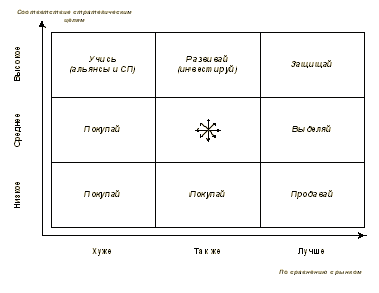 Соответствие стратегическим
целям
Высокое
Учись
(альянсы и СП)
Развивай
(инвестируй)
Защищай
Среднее
Покупай
Выделяй
Низкое
Покупай
Покупай
Продавай
Хуже
Так же
Лучше
По сравнению с рынком